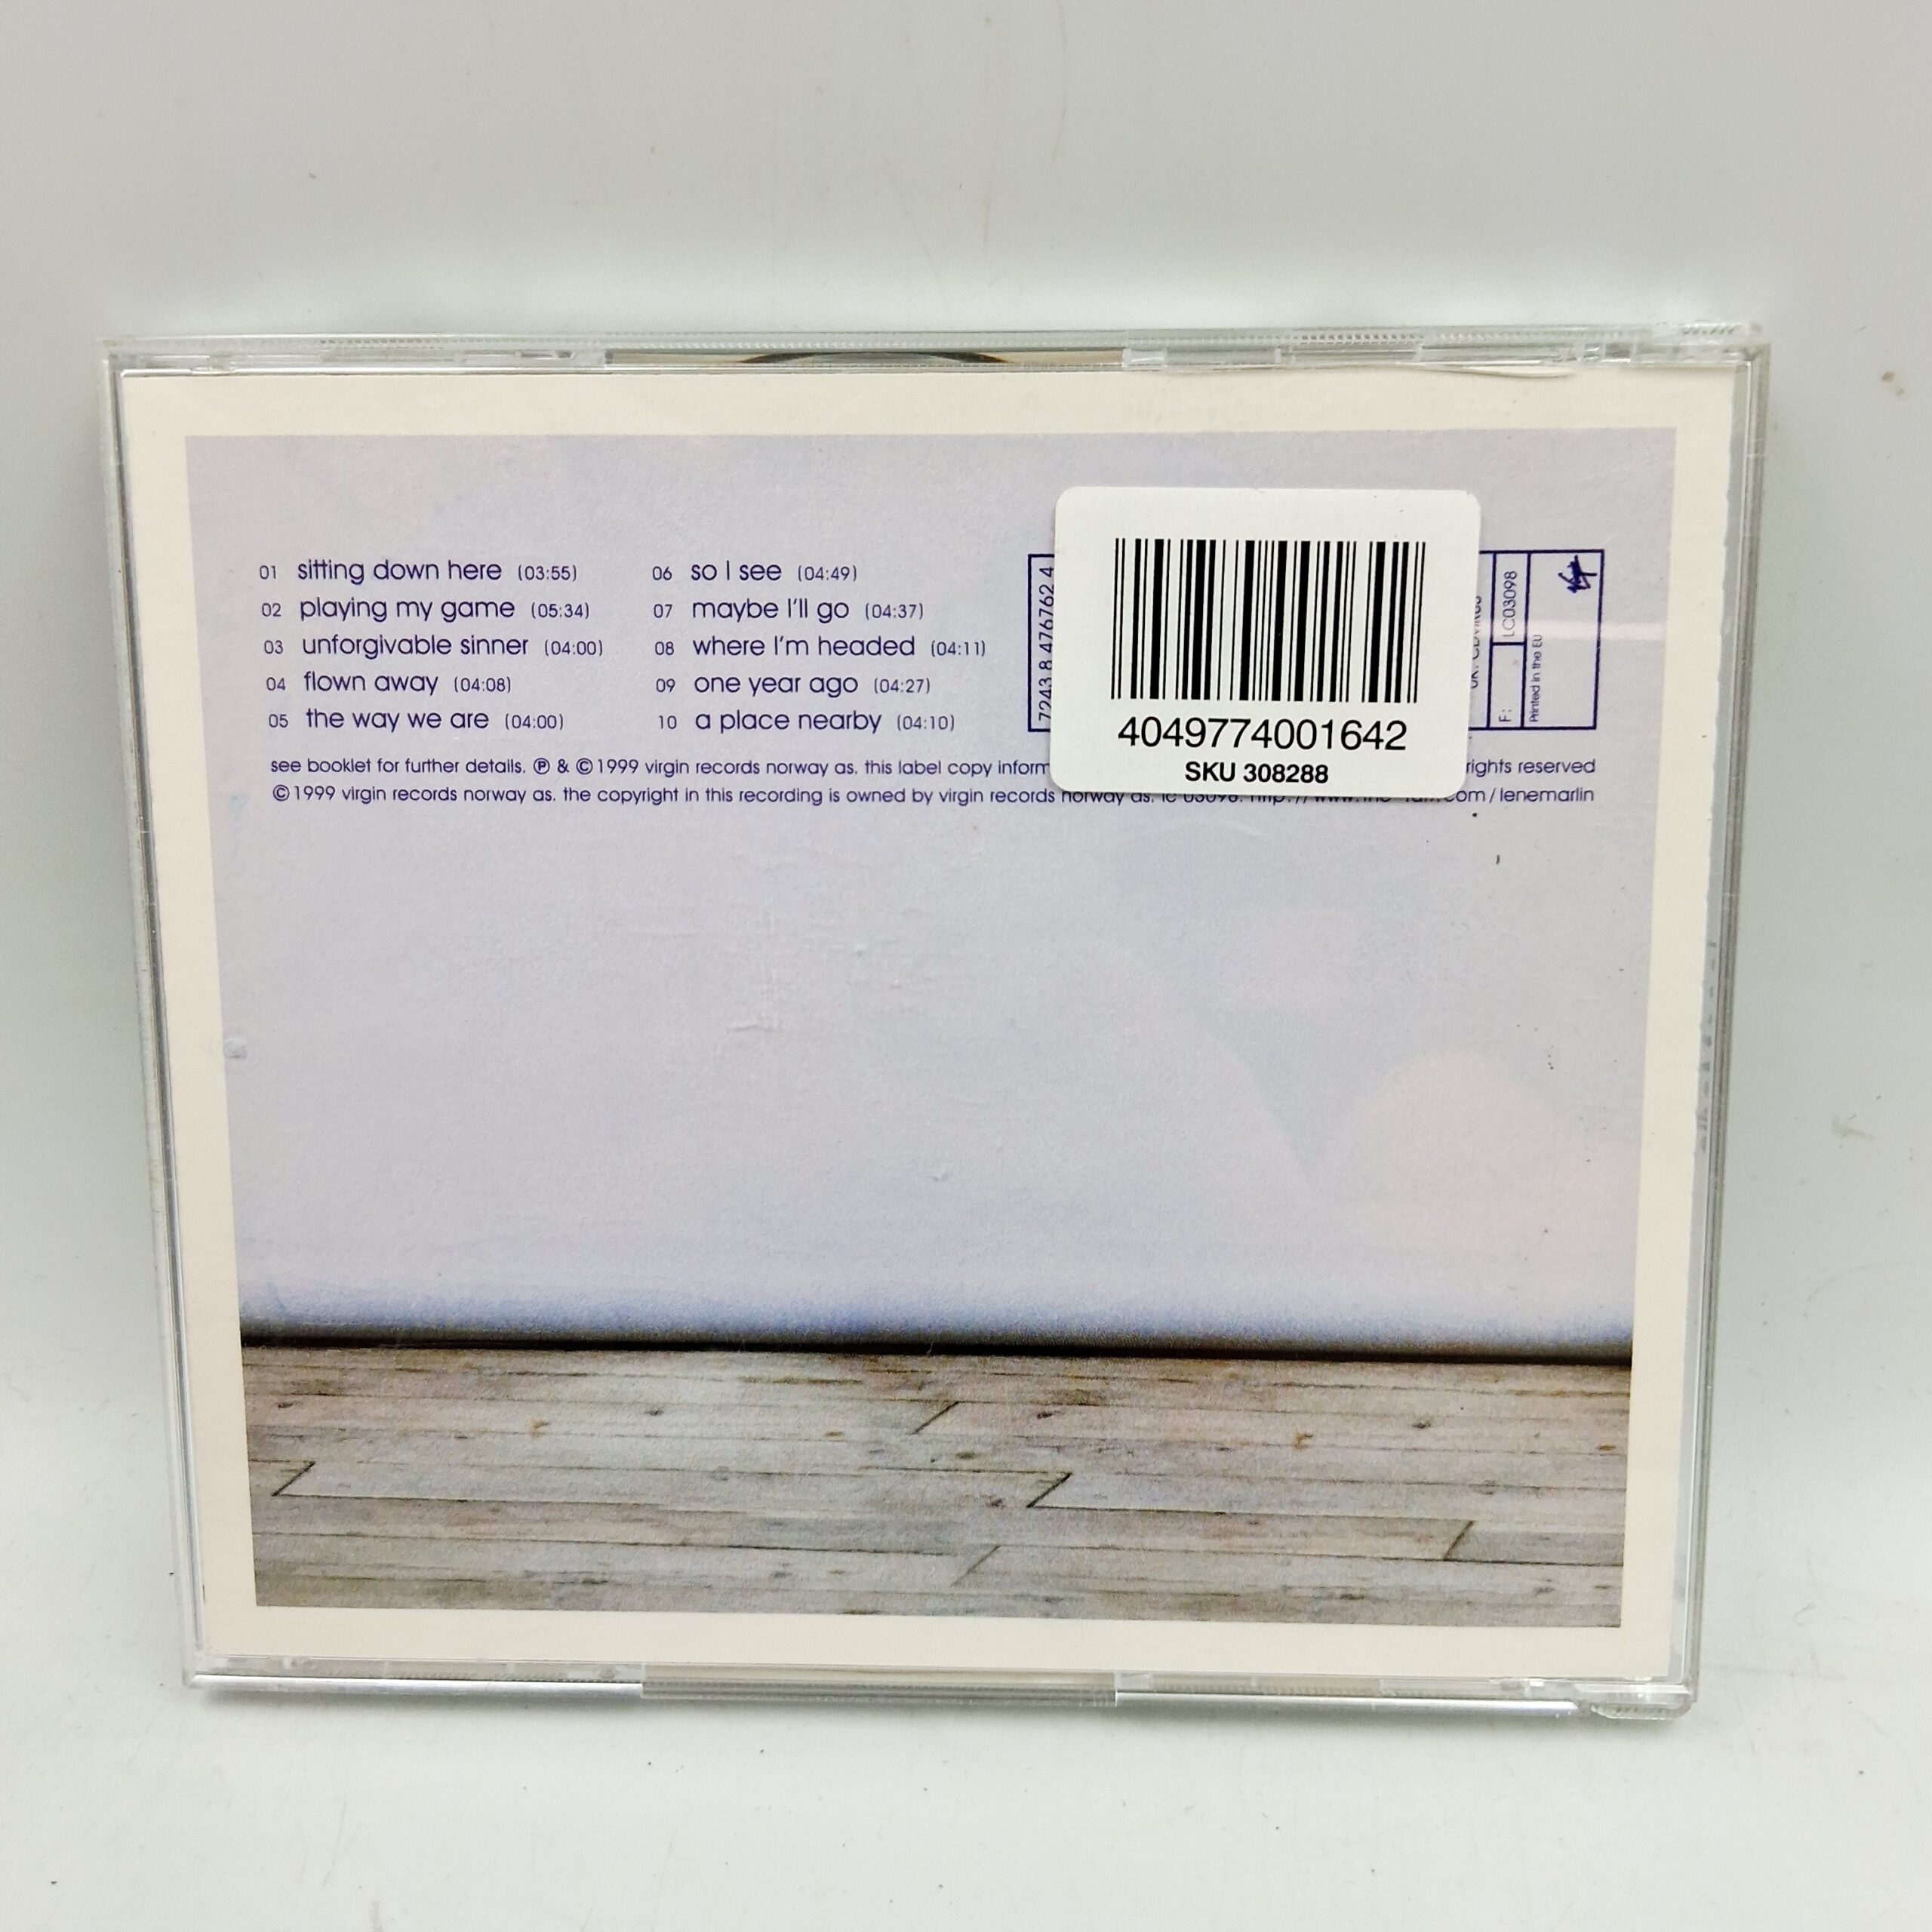 01 sitting down here (03:55)
02 playing my game (05:34)
03 unforgivable sinner (04:00)
04 flown away (04:08)
05 the way we are (04:00)
06 so I see (04:49)
07 maybe I'll go (04:37)
08 where I'm headed (04:11)
09 one year ago (04:27)
10 a place nearby (04:10)
7243 8 476762 4
4049774001642
SKU 308288
LC03098
F:
Printed in the EU
see booklet for further details. ℗ & © 1999 virgin records norway as. this label copy inform rights reserved
© 1999 virgin records norway as. the copyright in this recording is owned by virgin records norway as. lc 03098. http://www. com/lenemarlin